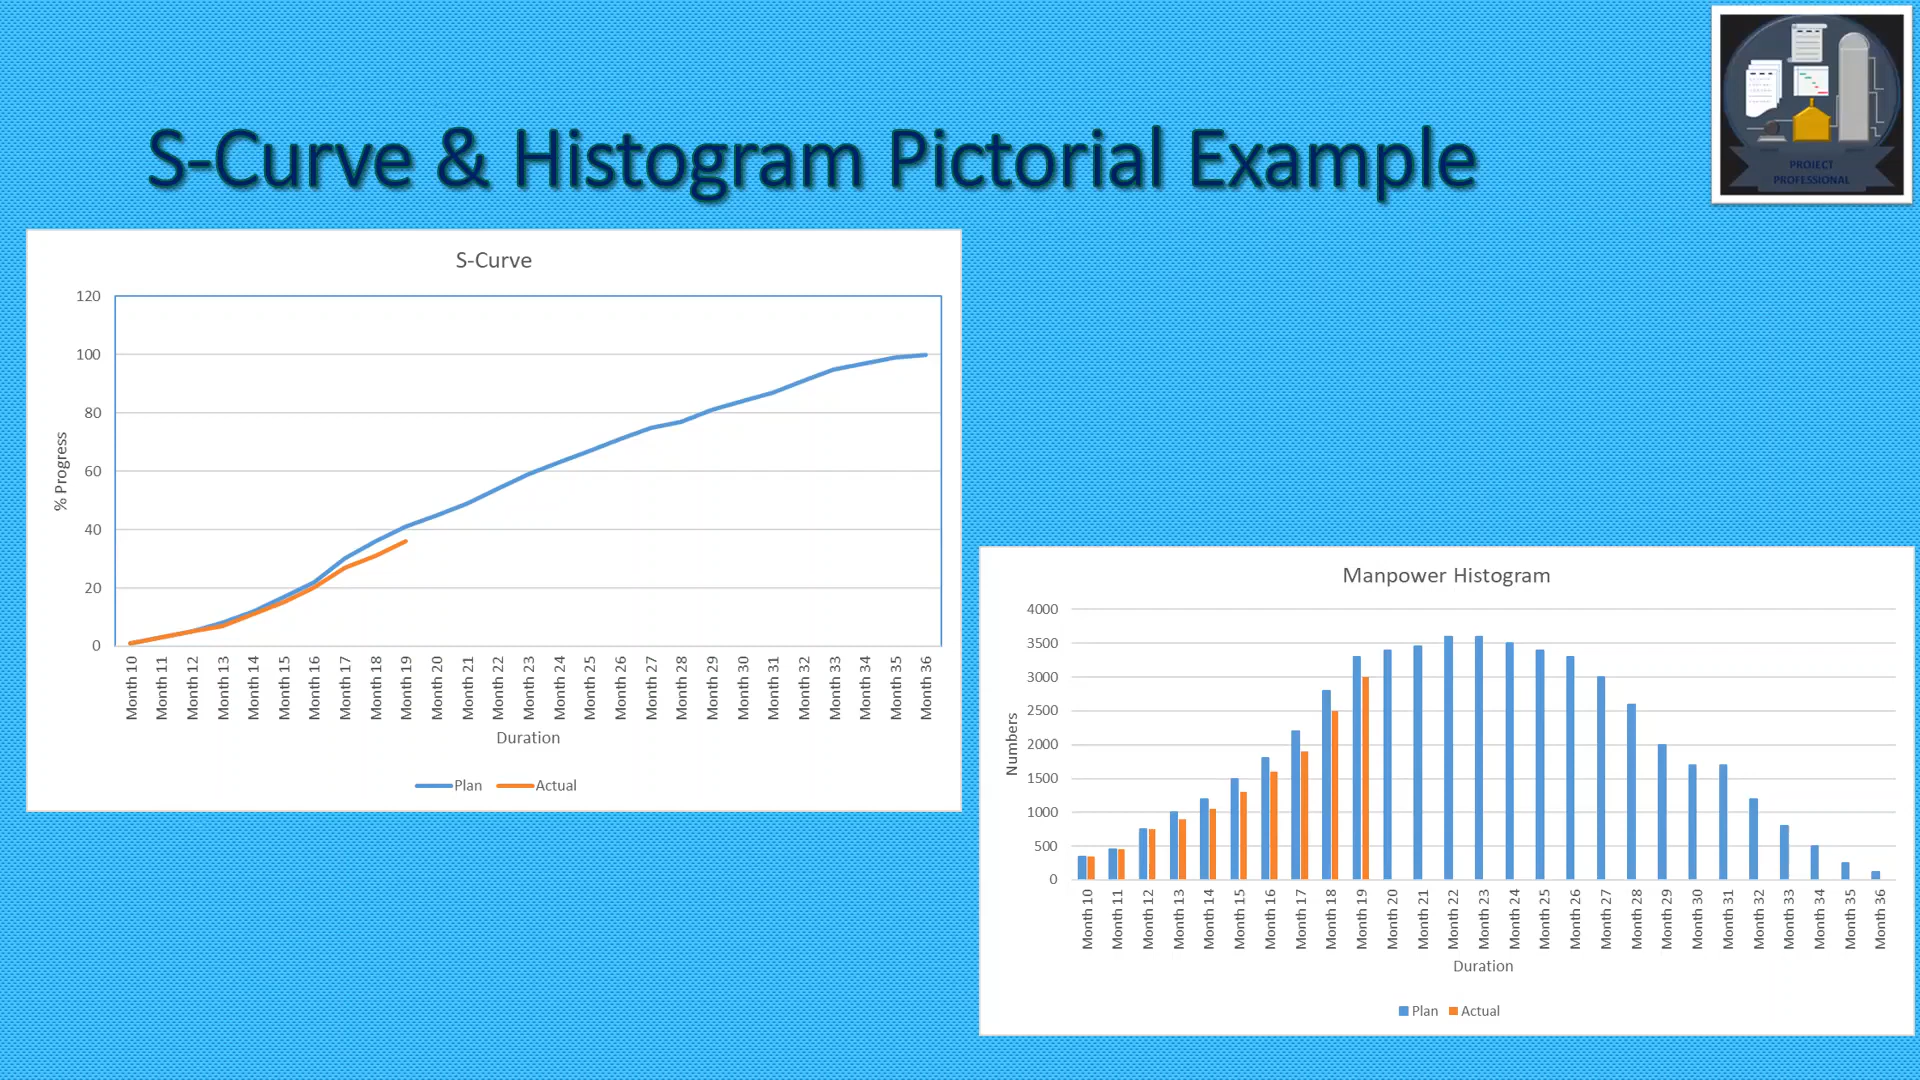 S-Curve & Histogram Pictorial Example
PROJECT
PROFESSIONAL
S-Curve
120
100
80
60
40
20
0
% Progress
Month 10
Month 11
Month 12
Month 13
Month 14
Month 15
Month 16
Month 17
Month 18
Month 19
Month 20
Month 21
Month 22
Month 23
Month 24
Month 25
Month 26
Month 27
Month 28
Month 29
Month 30
Month 31
Month 32
Month 33
Month 34
Month 35
Month 36
Duration
Plan Actual
Manpower Histogram
4000
3500
3000
2500
2000
1500
1000
500
0
Numbers
Month 10
Month 11
Month 12
Month 13
Month 14
Month 15
Month 16
Month 17
Month 18
Month 19
Month 20
Month 21
Month 22
Month 23
Month 24
Month 25
Month 26
Month 27
Month 28
Month 29
Month 30
Month 31
Month 32
Month 33
Month 34
Month 35
Month 36
Duration
Plan Actual